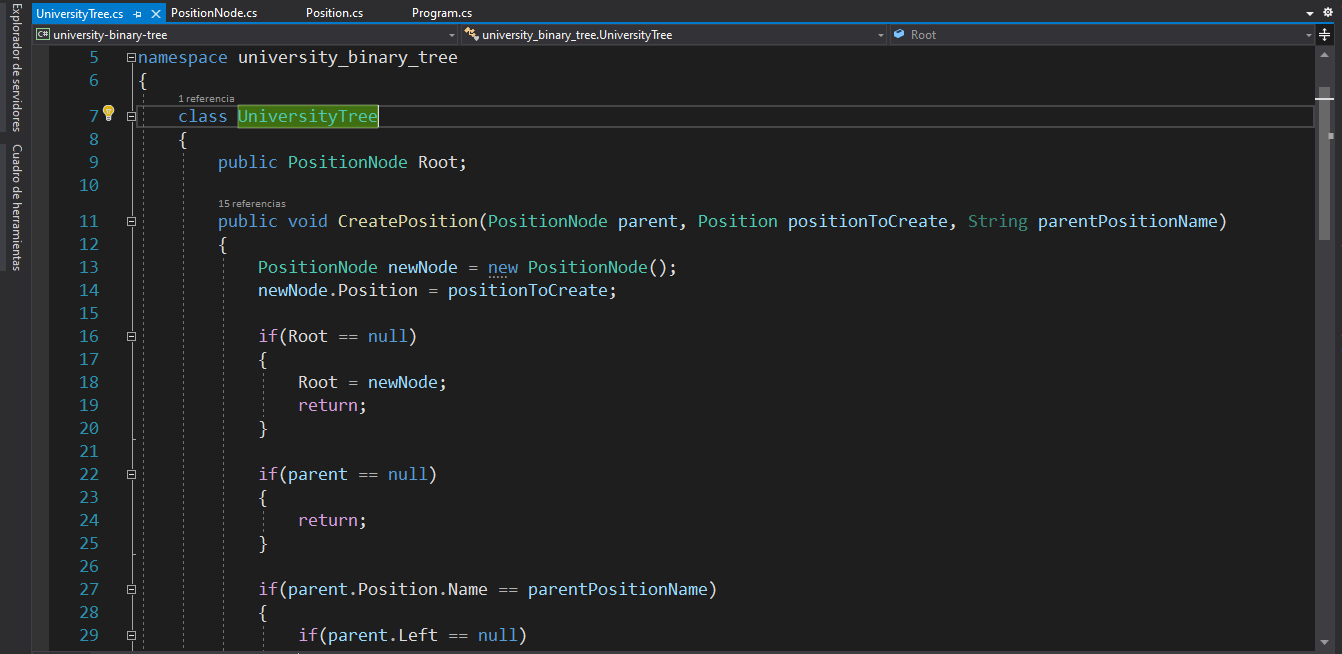 UniversityTree.cs PositionNode.cs Position.cs Program.cs
C# university-binary-tree university_binary_tree.UniversityTree Root
Explorador de servidores
Cuadro de herramientas
5 namespace university_binary_tree
6 {
1 referencia
7 class UniversityTree
8 {
9 public PositionNode Root;
10
15 referencias
11 public void CreatePosition(PositionNode parent, Position positionToCreate, String parentPositionName)
12 {
13 PositionNode newNode = new PositionNode();
14 newNode.Position = positionToCreate;
15
16 if(Root == null)
17 {
18 Root = newNode;
19 return;
20 }
21
22 if(parent == null)
23 {
24 return;
25 }
26
27 if(parent.Position.Name == parentPositionName)
28 {
29 if(parent.Left == null)